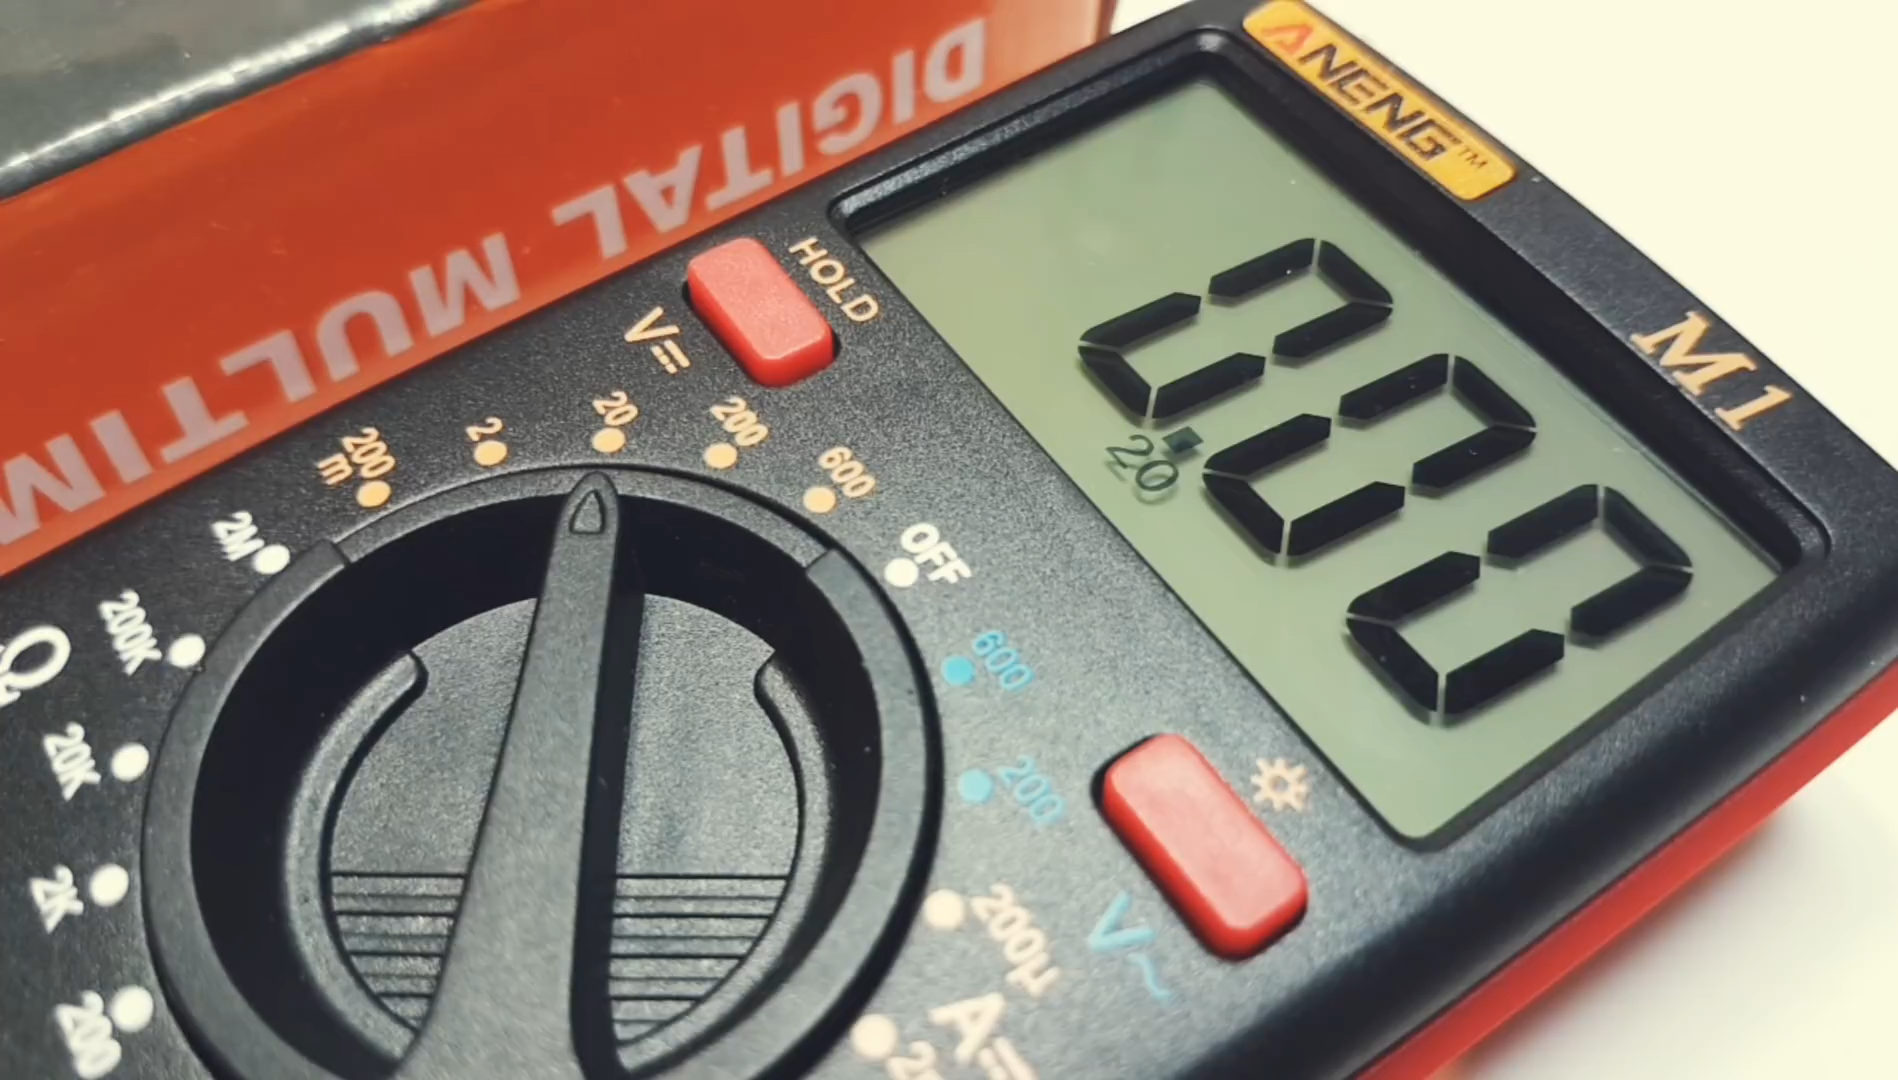 DIGITAL MULTIM
ANENG™
M1
HOLD
0.00
20
V⎓
200
m
2
20
200
600
OFF
600
200
V~
200µ
A⎓
2M
200K
20K
2K
200
Ω